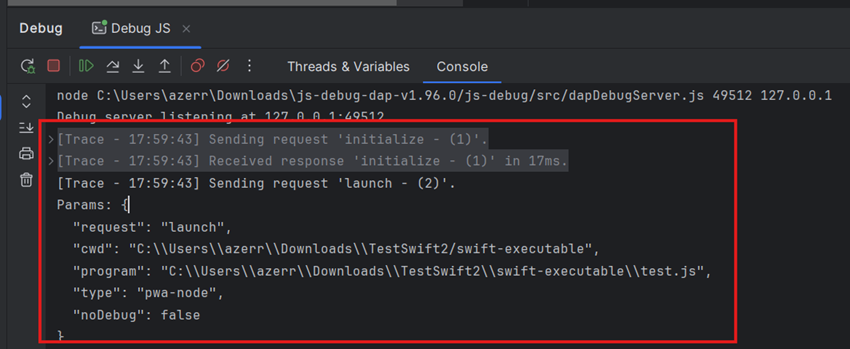 Debug
Debug JS
Threads & Variables
Console
node C:\Users\azerr\Downloads\js-debug-dap-v1.96.0/js-debug/src/dapDebugServer.js 49512 127.0.0.1
Debug server listening at 127.0.0.1:49512
[Trace - 17:59:43] Sending request 'initialize - (1)'.
[Trace - 17:59:43] Received response 'initialize - (1)' in 17ms.
[Trace - 17:59:43] Sending request 'launch - (2)'.
Params: {
"request": "launch",
"cwd": "C:\\Users\\azerr\\Downloads\\TestSwift2/swift-executable",
"program": "C:\\Users\\azerr\\Downloads\\TestSwift2\\swift-executable\\test.js",
"type": "pwa-node",
"noDebug": false
}